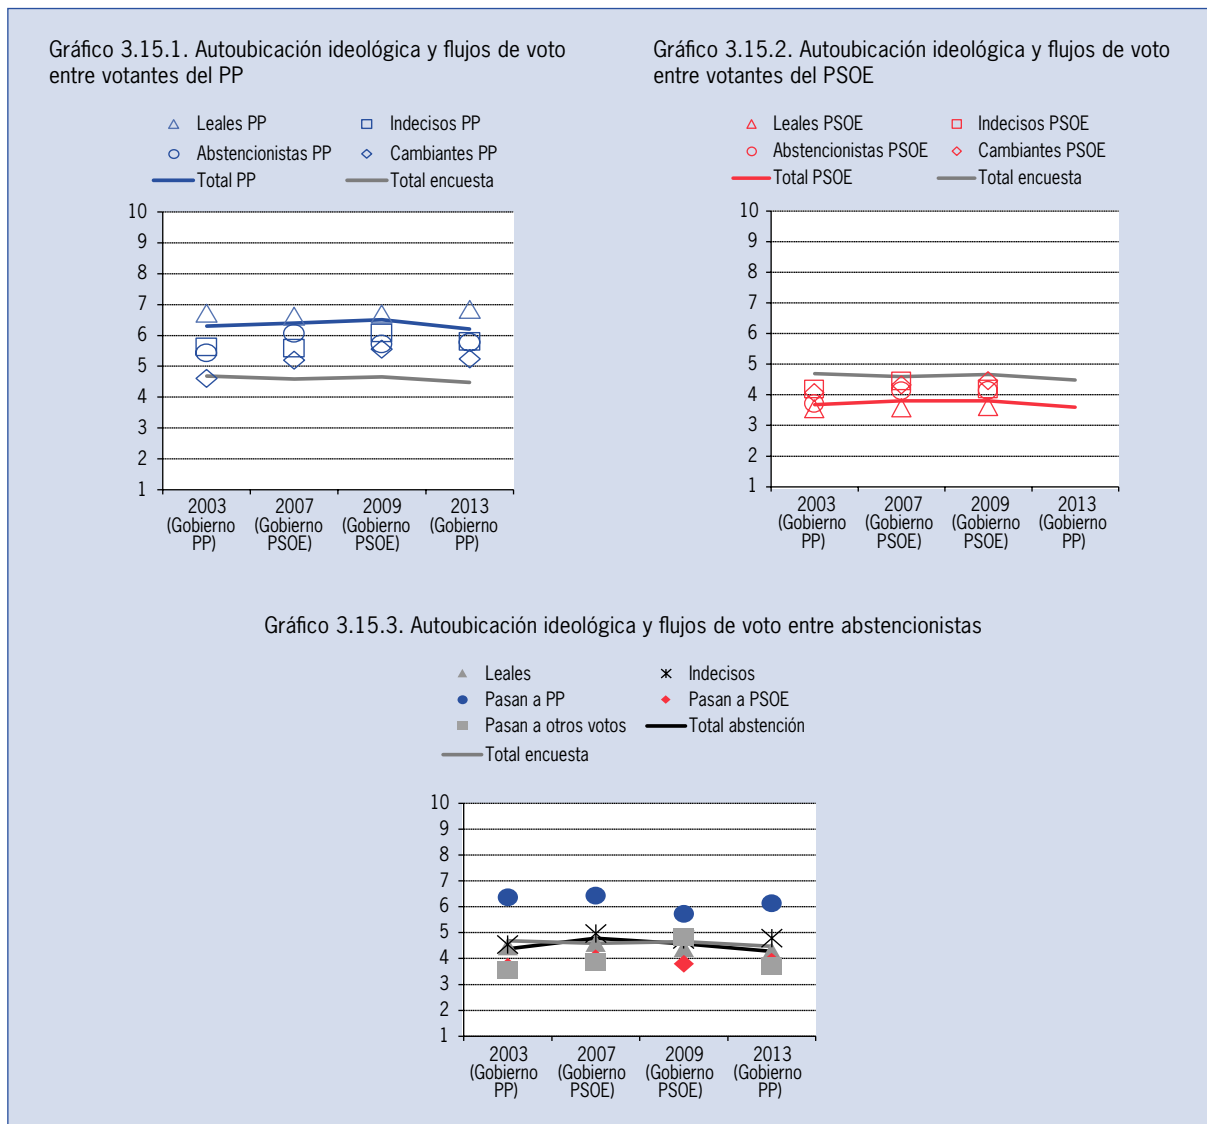 Gráfico 3.15.1. Autoubicación ideológica y flujos de voto
entre votantes del PP
Leales PP
Indecisos PP
Abstencionistas PP
Cambiantes PP
Total PP
Total encuesta
10
9
8
7
6
5
4
3
2
1
2003
(Gobierno
PP)
2007
(Gobierno
PSOE)
2009
(Gobierno
PSOE)
2013
(Gobierno
PP)
Gráfico 3.15.2. Autoubicación ideológica y flujos de voto
entre votantes del PSOE
Leales PSOE
Indecisos PSOE
Abstencionistas PSOE
Cambiantes PSOE
Total PSOE
Total encuesta
10
9
8
7
6
5
4
3
2
1
2003
(Gobierno
PP)
2007
(Gobierno
PSOE)
2009
(Gobierno
PSOE)
2013
(Gobierno
PP)
Gráfico 3.15.3. Autoubicación ideológica y flujos de voto entre abstencionistas
Leales
Indecisos
Pasan a PP
Pasan a PSOE
Pasan a otros votos
Total abstención
Total encuesta
10
9
8
7
6
5
4
3
2
1
2003
(Gobierno
PP)
2007
(Gobierno
PSOE)
2009
(Gobierno
PSOE)
2013
(Gobierno
PP)